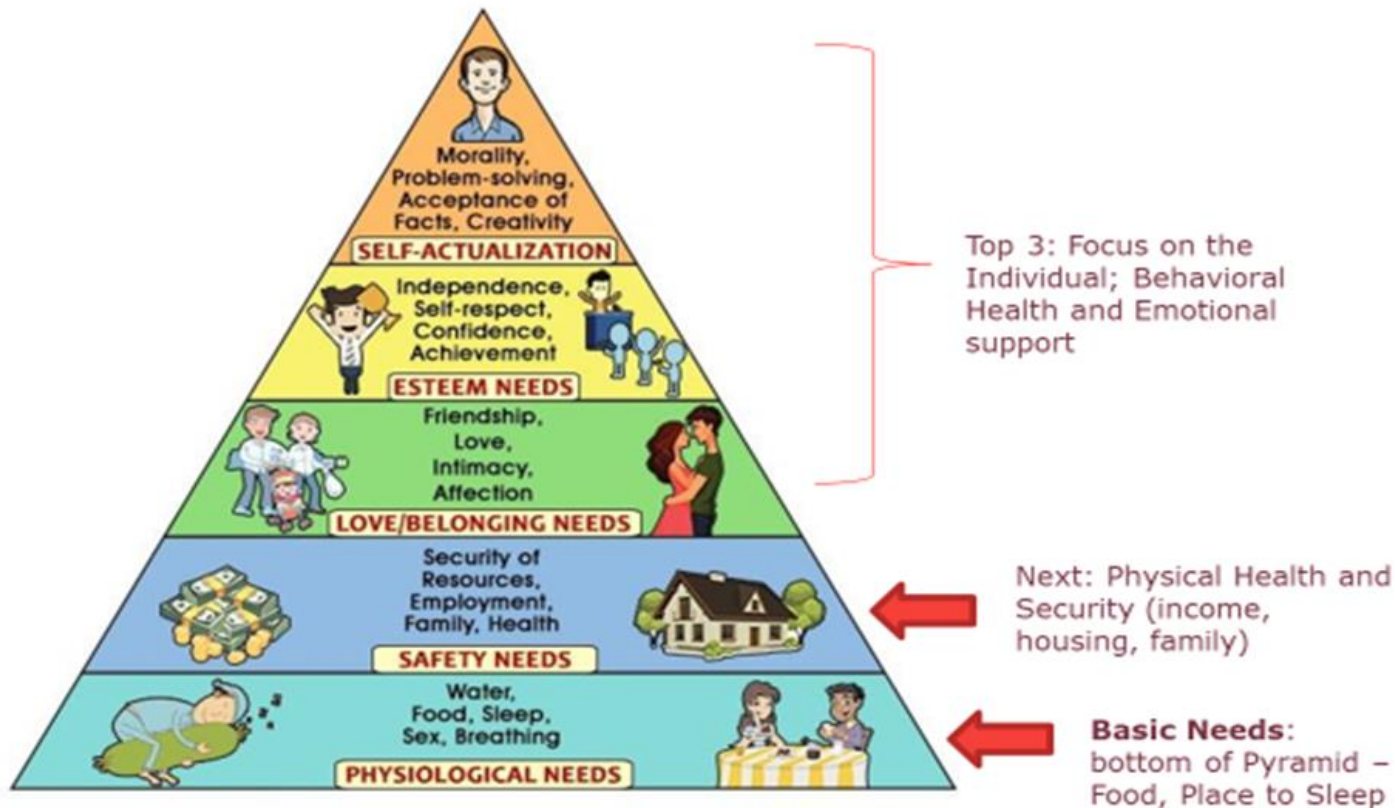 Morality,
Problem-solving,
Acceptance of
Facts, Creativity
SELF-ACTUALIZATION
Independence,
Self-respect,
Confidence,
Achievement
ESTEEM NEEDS
Friendship,
Love,
Intimacy,
Affection
LOVE/BELONGING NEEDS
Security of
Resources,
Employment,
Family, Health
SAFETY NEEDS
Water,
Food, Sleep,
Sex, Breathing
PHYSIOLOGICAL NEEDS
Top 3: Focus on the
Individual; Behavioral
Health and Emotional
support
Next: Physical Health and
Security (income,
housing, family)
Basic Needs:
bottom of Pyramid –
Food, Place to Sleep